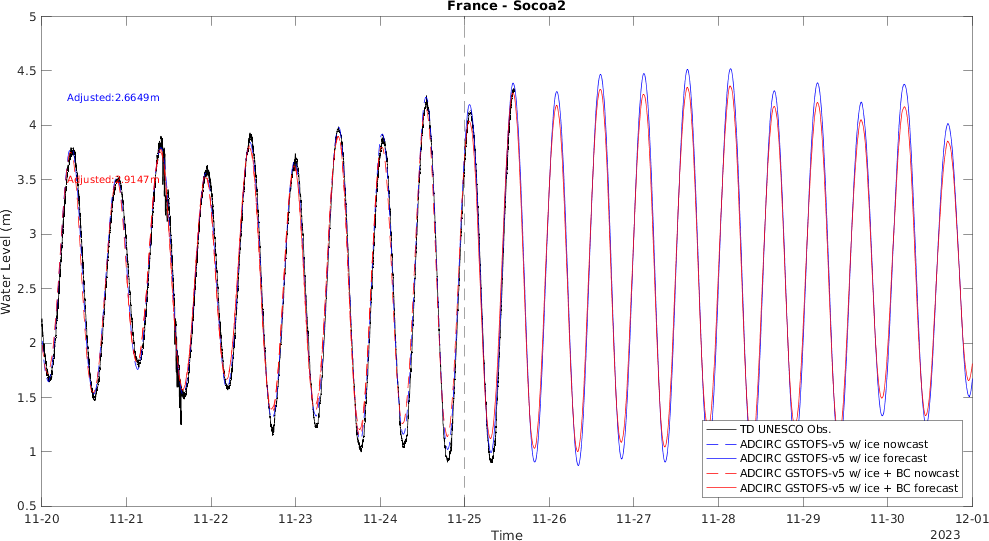 France - Socoa2
5
4.5
4
3.5
3
2.5
2
1.5
1
0.5
Water Level (m)
Adjusted:2.6649m
Adjusted:2.9147m
TD UNESCO Obs.
ADCIRC GSTOFS-v5 w/ ice nowcast
ADCIRC GSTOFS-v5 w/ ice forecast
ADCIRC GSTOFS-v5 w/ ice + BC nowcast
ADCIRC GSTOFS-v5 w/ ice + BC forecast
11-20 11-21 11-22 11-23 11-24 11-25 11-26 11-27 11-28 11-29 11-30 12-01
Time
2023